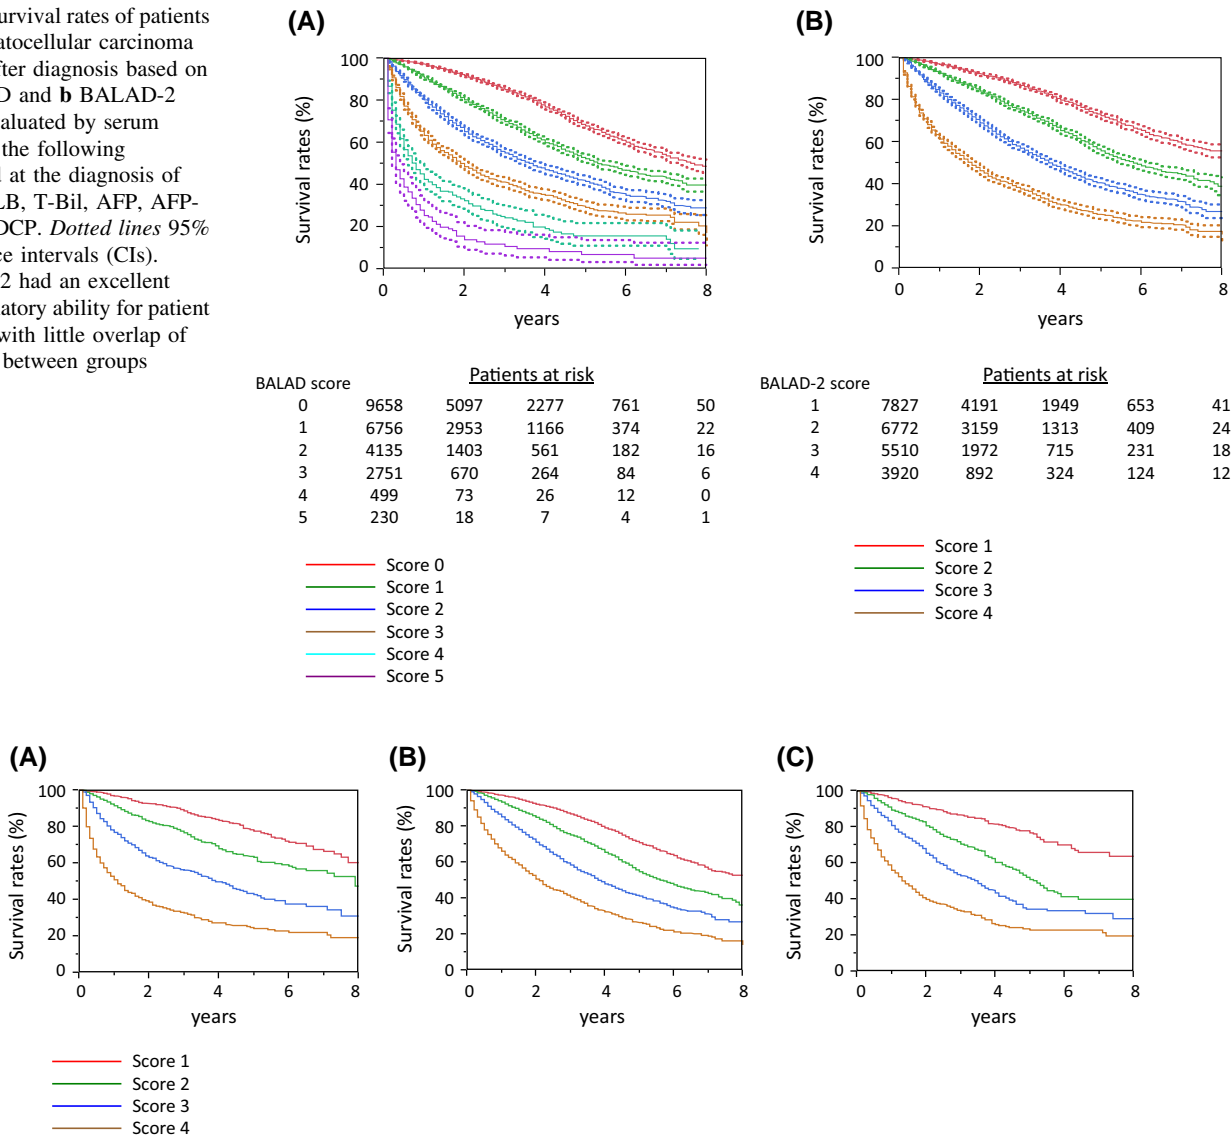 urvival rates of patients
atocellular carcinoma
fter diagnosis based on
D and b BALAD-2
valuated by serum
the following
d at the diagnosis of
LB, T-Bil, AFP, AFP-
DCP. Dotted lines 95%
ce intervals (CIs).
2 had an excellent
atory ability for patient
with little overlap of
between groups
(A)
100
80
60
40
20
0
Survival rates (%)
0 2 4 6 8
years
BALAD score Patients at risk
0 9658 5097 2277 761 50
1 6756 2953 1166 374 22
2 4135 1403 561 182 16
3 2751 670 264 84 6
4 499 73 26 12 0
5 230 18 7 4 1
Score 0
Score 1
Score 2
Score 3
Score 4
Score 5
(B)
100
80
60
40
20
0
Survival rates (%)
0 2 4 6 8
years
BALAD-2 score Patients at risk
1 7827 4191 1949 653 41
2 6772 3159 1313 409 24
3 5510 1972 715 231 18
4 3920 892 324 124 12
Score 1
Score 2
Score 3
Score 4
(A)
100
80
60
40
20
0
Survival rates (%)
0 2 4 6 8
years
(B)
100
80
60
40
20
0
Survival rates (%)
0 2 4 6 8
years
(C)
100
80
60
40
20
0
Survival rates (%)
0 2 4 6 8
years
Score 1
Score 2
Score 3
Score 4